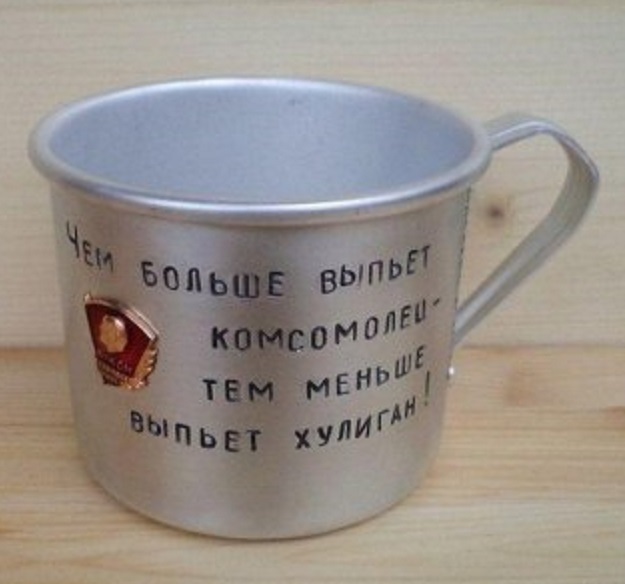 Чем больше выпьет
комсомолец-
тем меньше
выпьет хулиган!